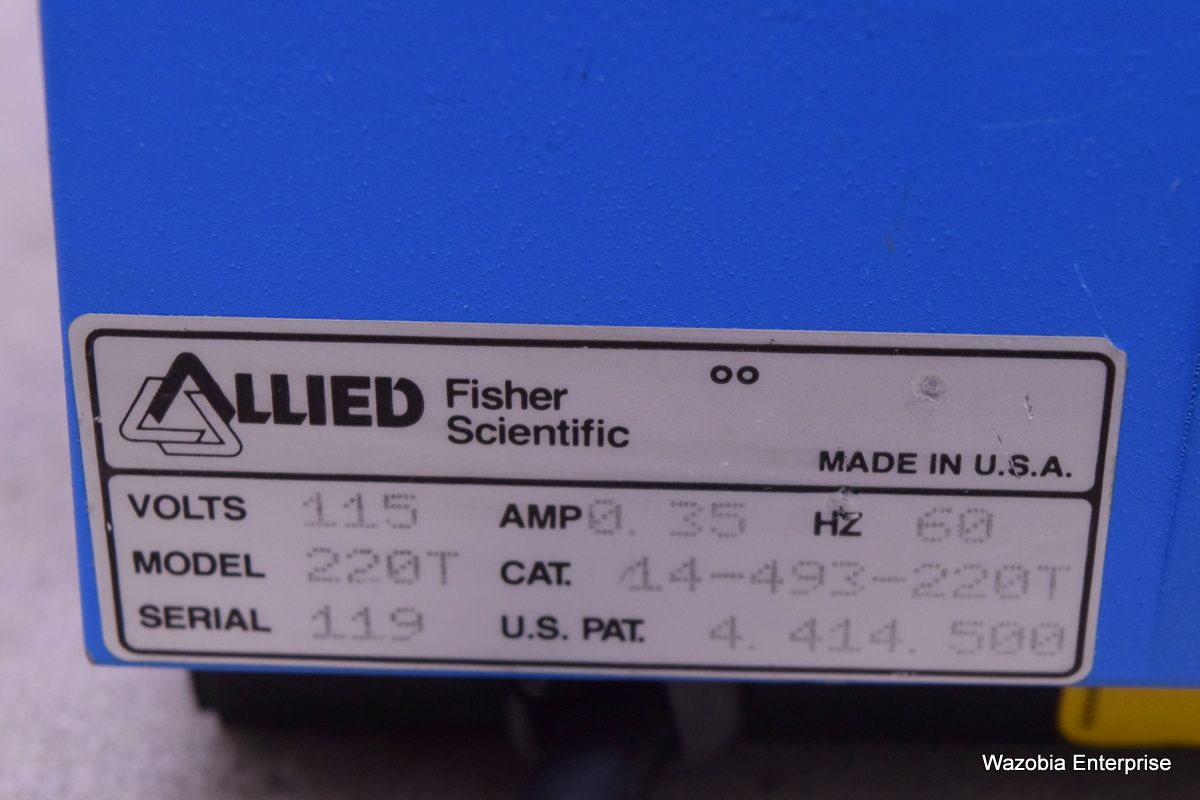 ALLIED Fisher Scientific
oo
MADE IN U.S.A.
VOLTS 115 AMP 0.35 HZ 60
MODEL 220T CAT. 14-493-220T
SERIAL 119 U.S. PAT. 4.414.500
Wazobia Enterprise